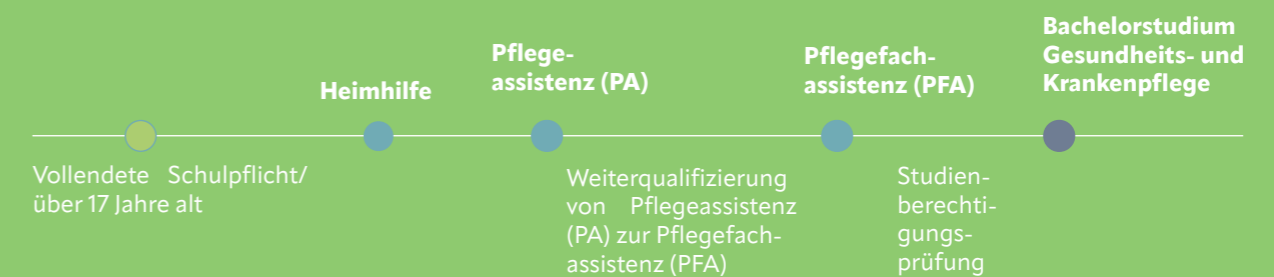 Bachelorstudium
Gesundheits- und
Krankenpflege
Pflege-
assistenz (PA)
Pflegefach-
assistenz (PFA)
Heimhilfe
Vollendete Schulpflicht/
über 17 Jahre alt
Weiterqualifizierung
von Pflegeassistenz
(PA) zur Pflegefach-
assistenz (PFA)
Studien-
berechti-
gungs-
prüfung